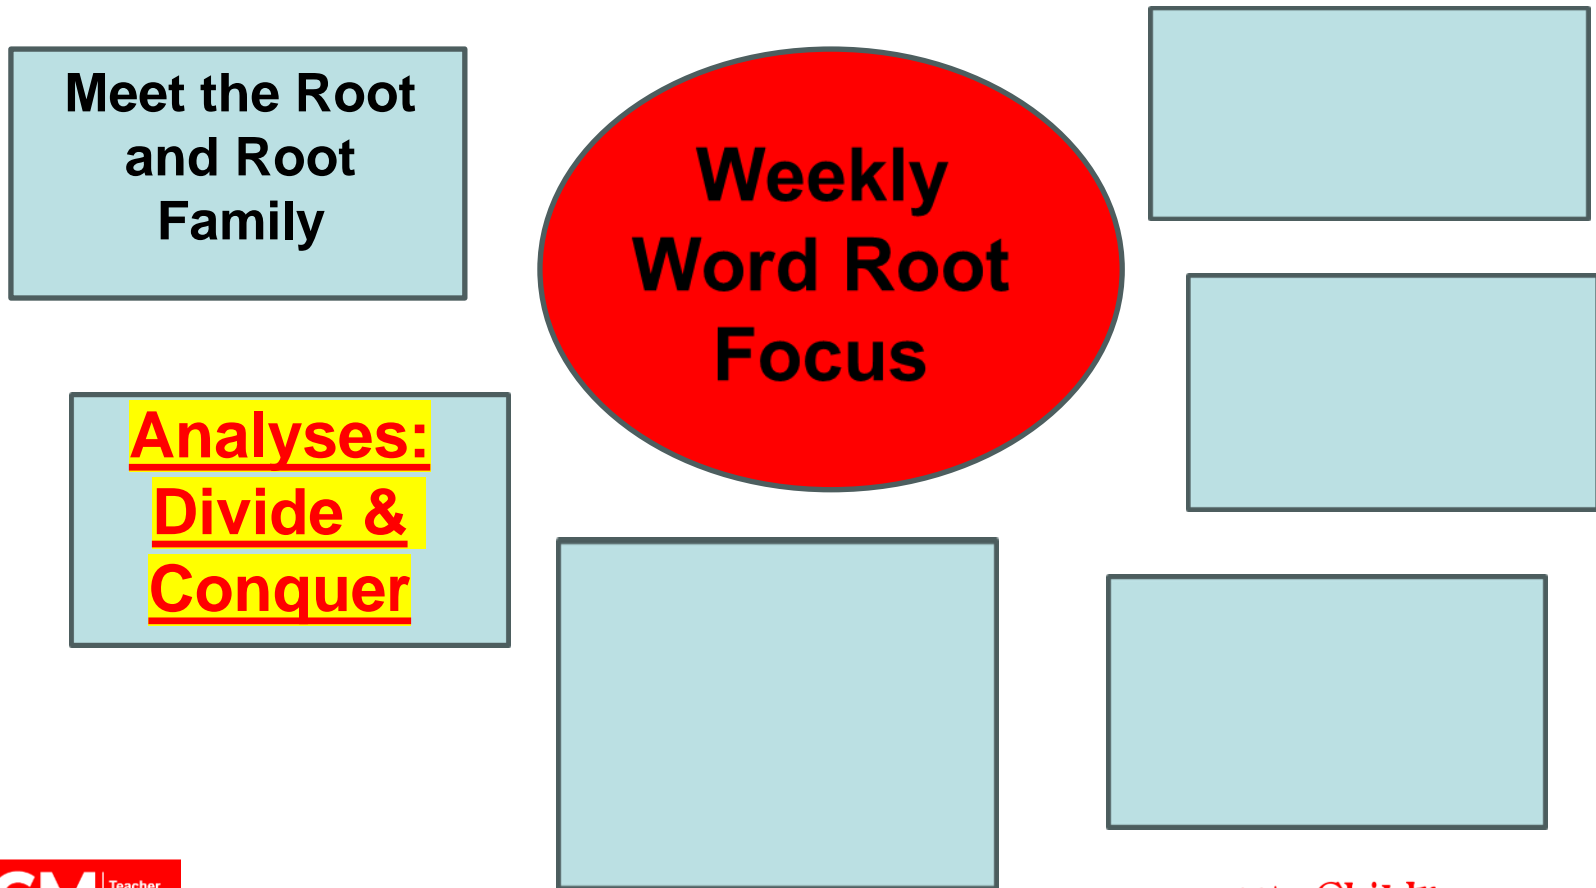 Meet the Root
and Root
Family
Weekly
Word Root
Focus
Analyses:
Divide &
Conquer
Teacher